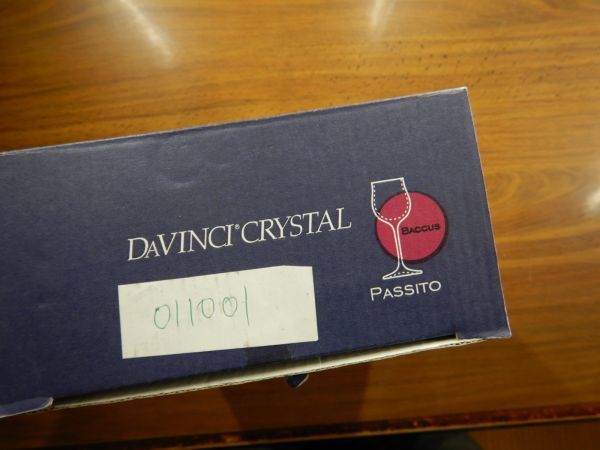 DAVINCI® CRYSTAL
BACCUS
PASSITO
011001